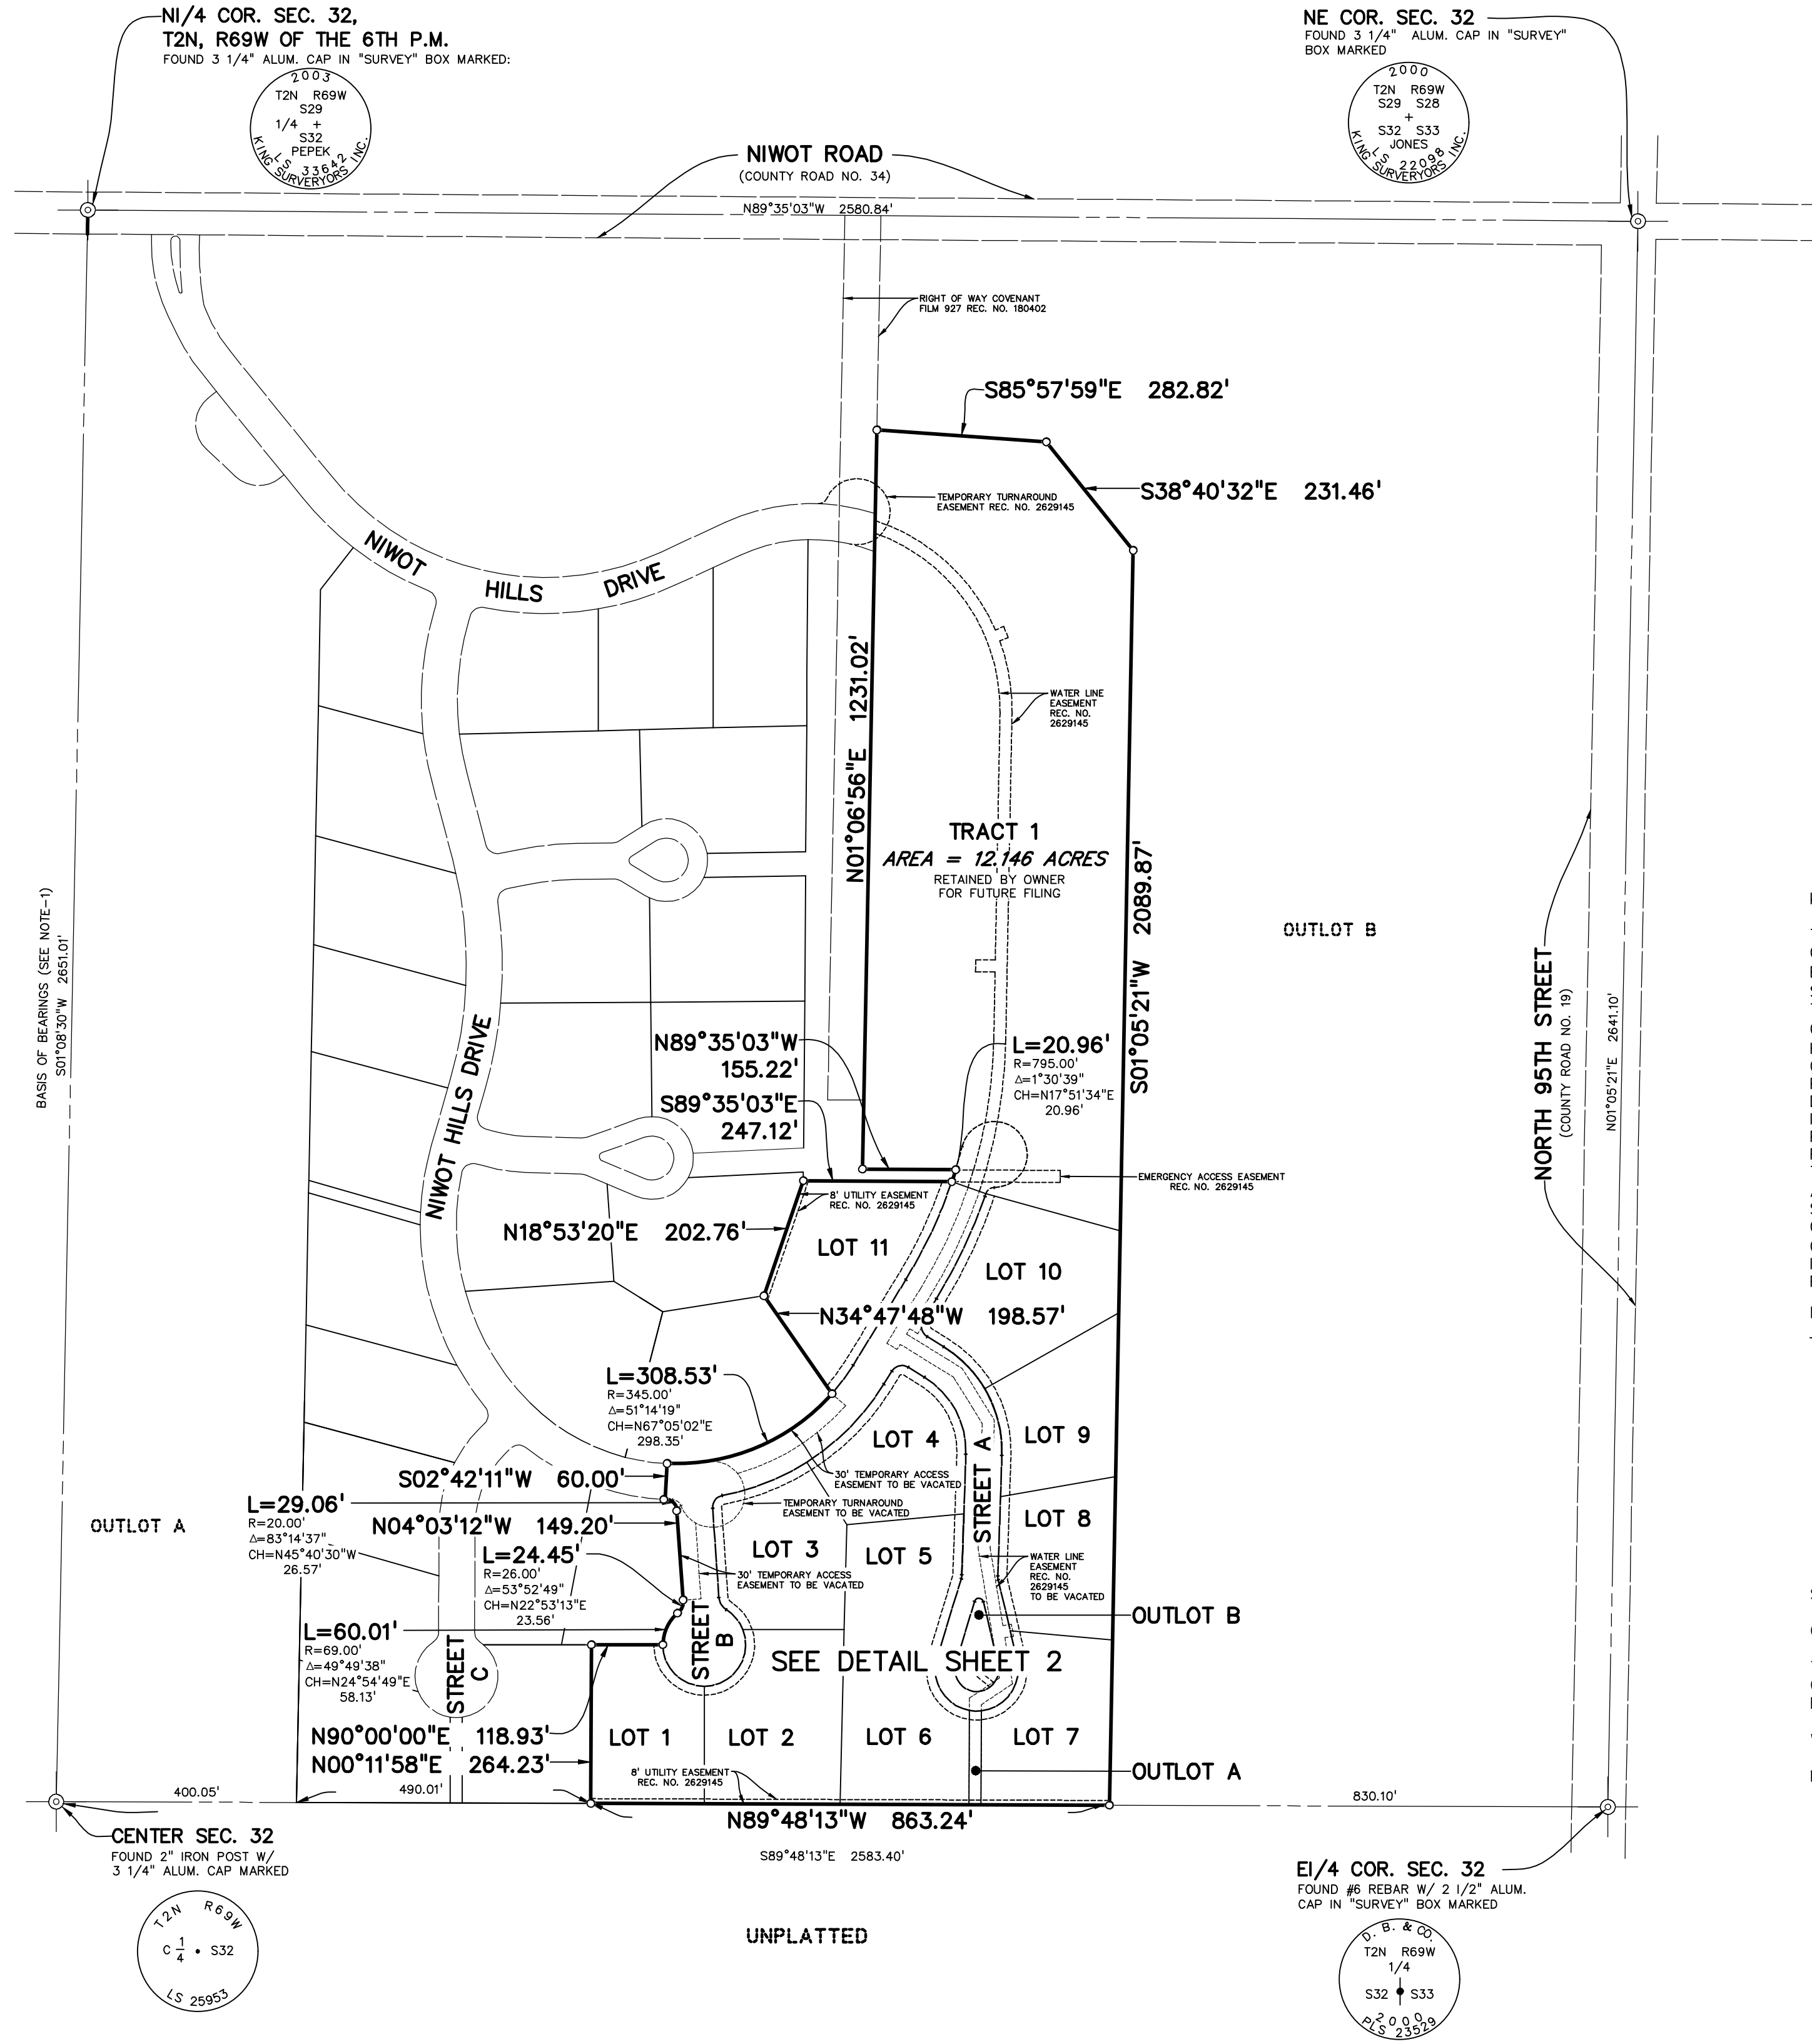 NI/4 COR. SEC. 32,
T2N, R69W OF THE 6TH P.M.
FOUND 3 1/4" ALUM. CAP IN "SURVEY" BOX MARKED:
2003
T2N R69W
S29
1/4 +
S32
PEPEK
LS 33642
KING SURVERYORS INC.
NE COR. SEC. 32
FOUND 3 1/4" ALUM. CAP IN "SURVEY"
BOX MARKED
2000
T2N R69W
S29 S28
+
S32 S33
JONES
LS 22098
KING SURVERYORS INC.
NIWOT ROAD
(COUNTY ROAD NO. 34)
N89°35'03"W 2580.84'
RIGHT OF WAY COVENANT
FILM 927 REC. NO. 180402
S85°57'59"E 282.82'
S38°40'32"E 231.46'
TEMPORARY TURNAROUND
EASEMENT REC. NO. 2629145
NIWOT HILLS DRIVE
WATER LINE
EASEMENT
REC. NO.
2629145
N01°06'56"E 1231.02'
TRACT 1
AREA = 12.146 ACRES
RETAINED BY OWNER
FOR FUTURE FILING
S01°05'21"W 2089.87'
OUTLOT B
NORTH 95TH STREET
(COUNTY ROAD NO. 19)
N01°05'21"E 2641.10'
BASIS OF BEARINGS (SEE NOTE-1)
S01°08'30"W 2651.01'
NIWOT HILLS DRIVE
N89°35'03"W
155.22'
S89°35'03"E
247.12'
L=20.96'
R=795.00'
Δ=1°30'39"
CH=N17°51'34"E
20.96'
EMERGENCY ACCESS EASEMENT
REC. NO. 2629145
8' UTILITY EASEMENT
REC. NO. 2629145
N18°53'20"E 202.76'
LOT 11
LOT 10
N34°47'48"W 198.57'
L=308.53'
R=345.00'
Δ=51°14'19"
CH=N67°05'02"E
298.35'
LOT 4
LOT 9
STREET A
S02°42'11"W 60.00'
30' TEMPORARY ACCESS
EASEMENT TO BE VACATED
TEMPORARY TURNAROUND
EASEMENT TO BE VACATED
L=29.06'
R=20.00'
Δ=83°14'37"
CH=N45°40'30"W
26.57'
OUTLOT A
N04°03'12"W 149.20'
LOT 8
LOT 3
LOT 5
L=24.45'
R=26.00'
Δ=53°52'49"
CH=N22°53'13"E
23.56'
30' TEMPORARY ACCESS
EASEMENT TO BE VACATED
WATER LINE
EASEMENT
REC. NO.
2629145
TO BE VACATED
OUTLOT B
L=60.01'
R=69.00'
Δ=49°49'38"
CH=N24°54'49"E
58.13'
STREET C
STREET B
SEE DETAIL SHEET 2
N90°00'00"E 118.93'
N00°11'58"E 264.23'
LOT 1
LOT 2
LOT 6
LOT 7
8' UTILITY EASEMENT
REC. NO. 2629145
OUTLOT A
400.05'
490.01'
830.10'
N89°48'13"W 863.24'
S89°48'13"E 2583.40'
CENTER SEC. 32
FOUND 2" IRON POST W/
3 1/4" ALUM. CAP MARKED
T2N R69W
C 1/4 • S32
LS 25953
UNPLATTED
EI/4 COR. SEC. 32
FOUND #6 REBAR W/ 2 I/2" ALUM.
CAP IN "SURVEY" BOX MARKED
D. B. & CO.
T2N R69W
1/4
S32 S33
2000
PLS 23529